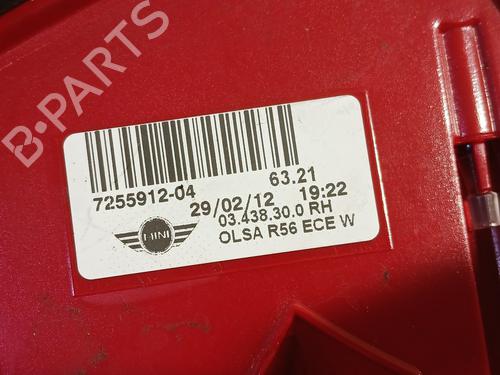 B-PARTS
7255912-04 63.21
29/02/12 19:22
03.438.30.0 RH
MINI OLSA R56 ECE W